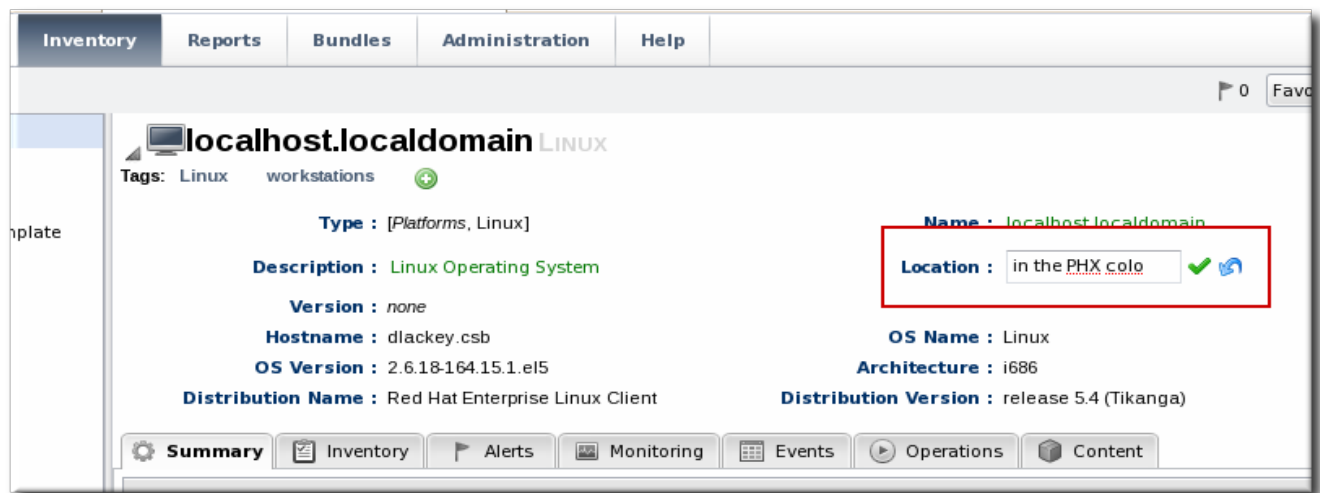 Inventory Reports Bundles Administration Help
0 Favo
localhost.localdomain LINUX
Tags: Linux workstations
mplate
Type : [Platforms, Linux] Name : localhost.localdomain
Description : Linux Operating System Location : in the PHX colo
Version : none
Hostname : dlackey.csb OS Name : Linux
OS Version : 2.6.18-164.15.1.el5 Architecture : i686
Distribution Name : Red Hat Enterprise Linux Client Distribution Version : release 5.4 (Tikanga)
Summary Inventory Alerts Monitoring Events Operations Content